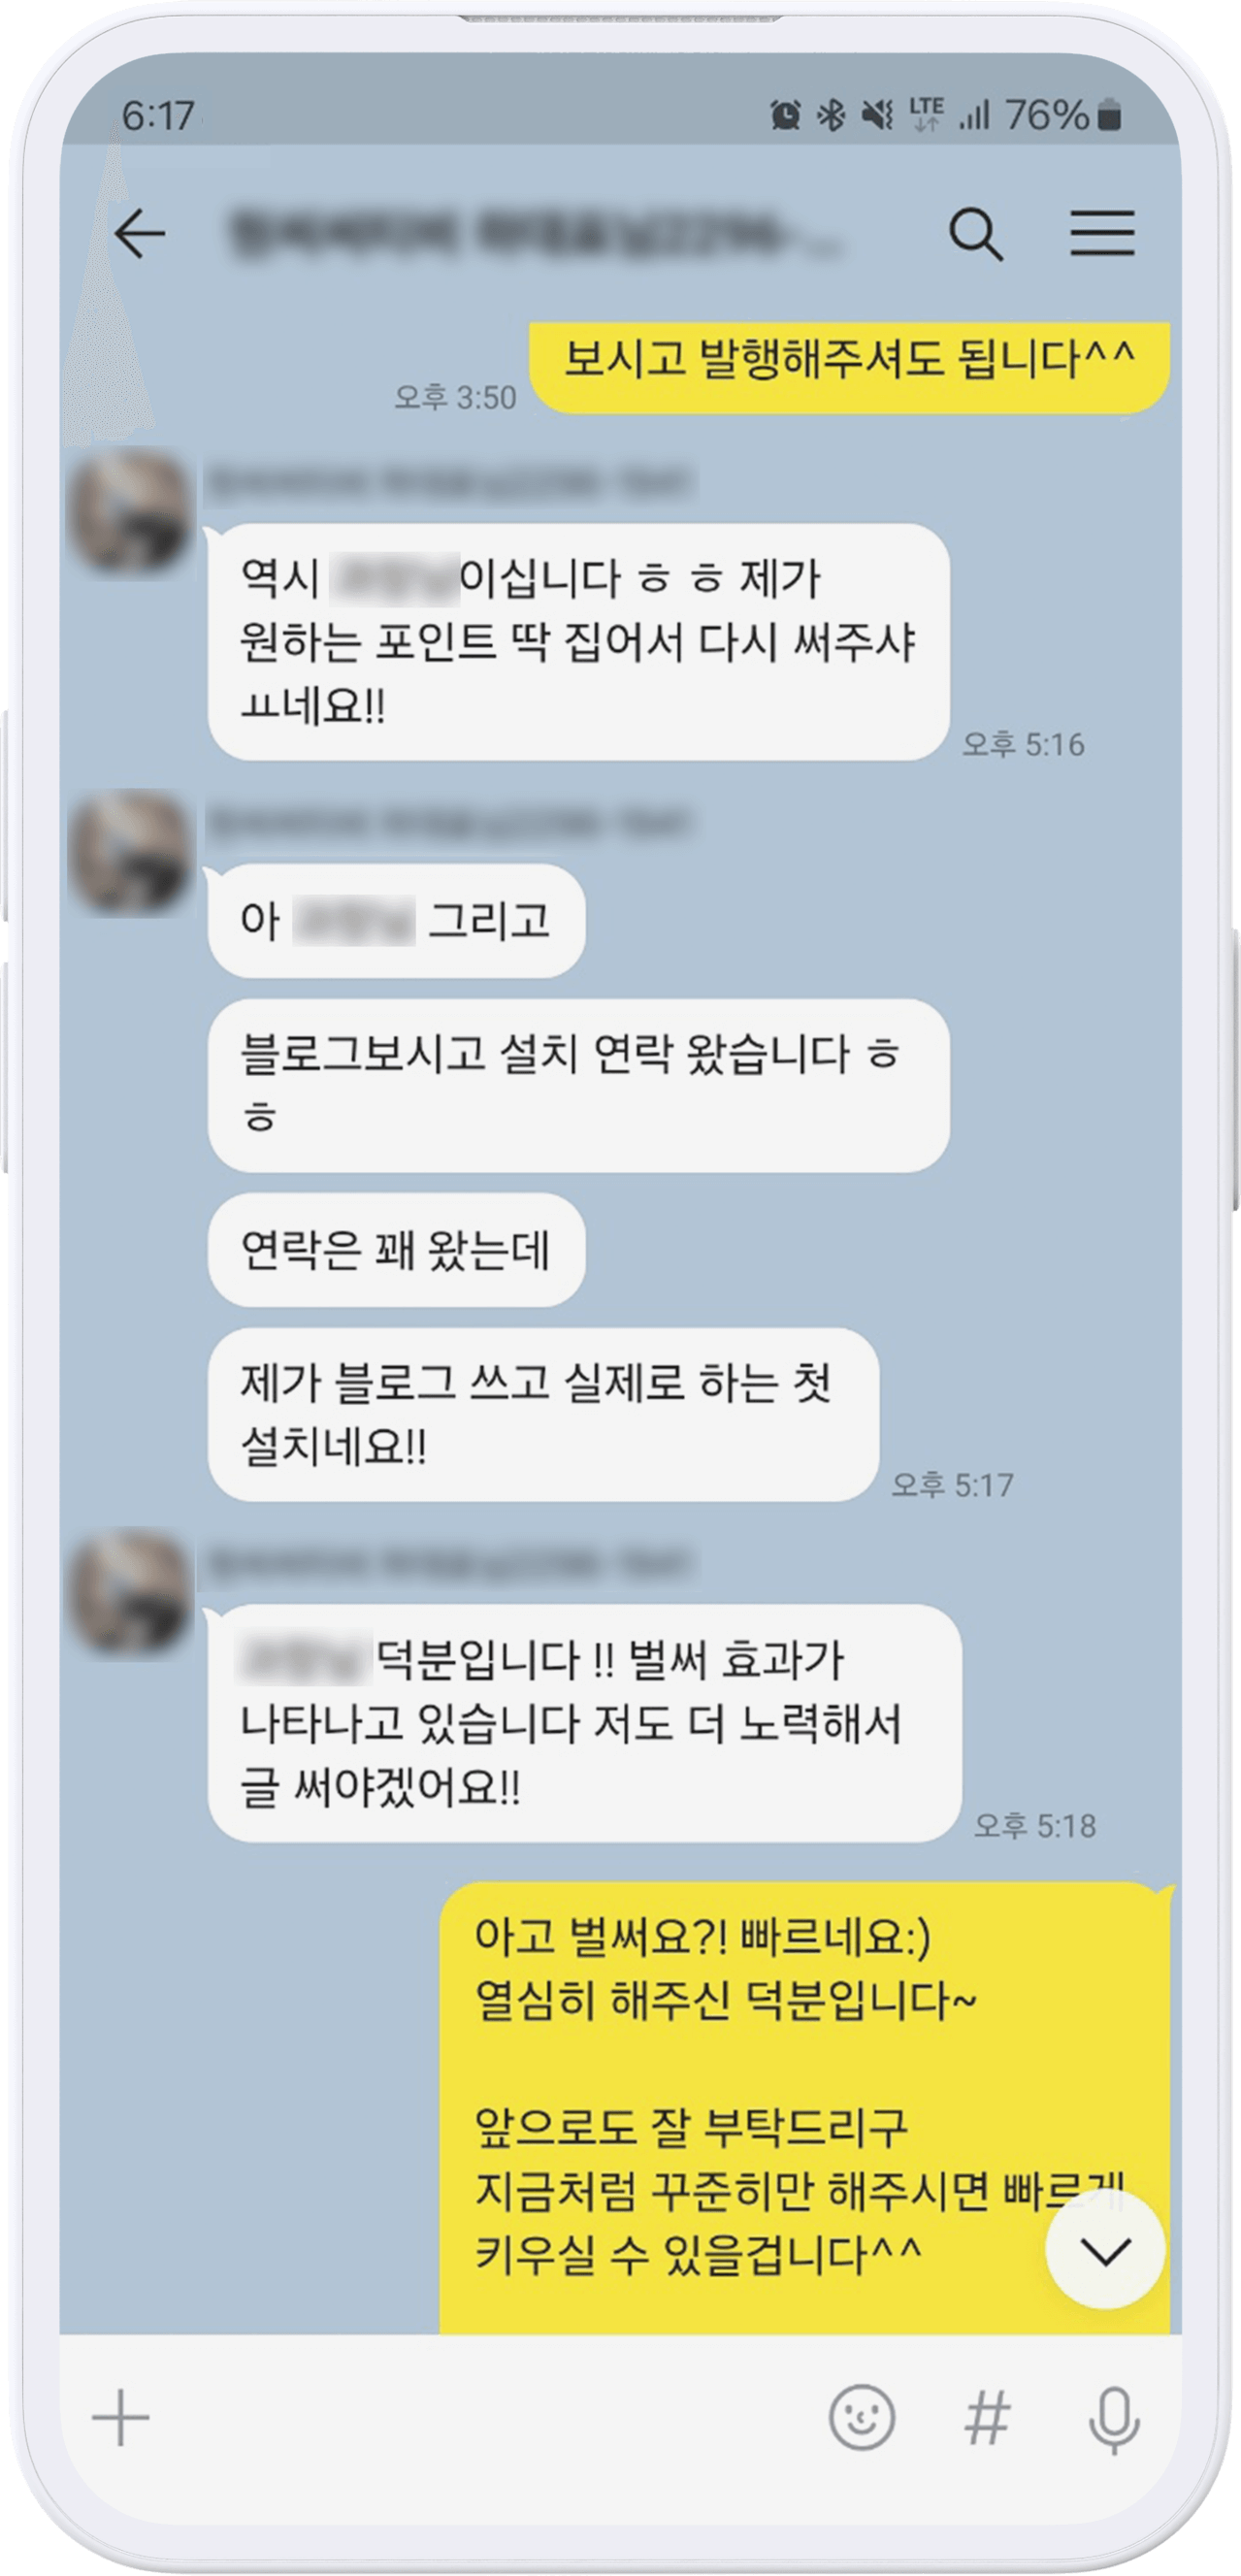 6:17
LTE 76%
보시고 발행해주셔도 됩니다^^
오후 3:50
역시 이십니다 ㅎ ㅎ 제가
원하는 포인트 딱 집어서 다시 써주샤
ㅛ네요!!
오후 5:16
아 그리고
블로그보시고 설치 연락 왔습니다 ㅎ
ㅎ
연락은 꽤 왔는데
제가 블로그 쓰고 실제로 하는 첫
설치네요!!
오후 5:17
덕분입니다 !! 벌써 효과가
나타나고 있습니다 저도 더 노력해서
글 써야겠어요!!
오후 5:18
아고 벌써요?! 빠르네요:)
열심히 해주신 덕분입니다~
앞으로도 잘 부탁드리구
지금처럼 꾸준히만 해주시면 빠르게
키우실 수 있을겁니다^^
#